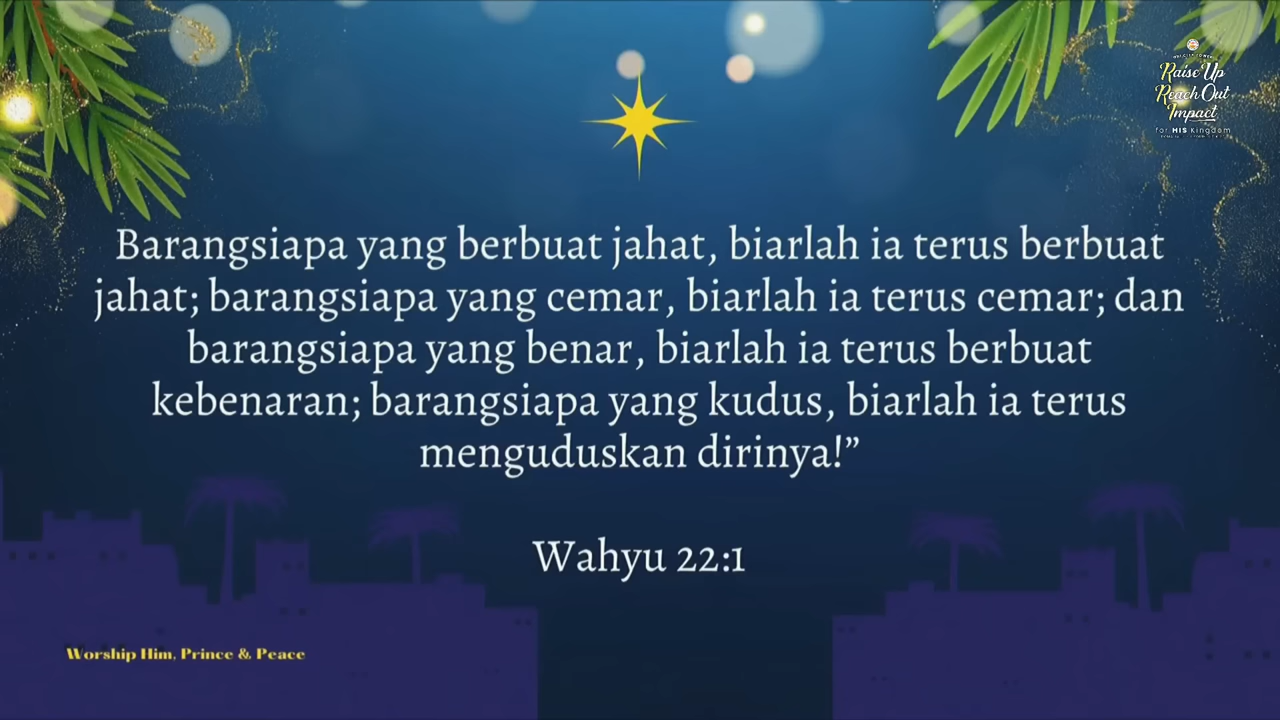 Raise Up
Reach Out
Impact
for HIS Kingdom
Barangsiapa yang berbuat jahat, biarlah ia terus berbuat
jahat; barangsiapa yang cemar, biarlah ia terus cemar; dan
barangsiapa yang benar, biarlah ia terus berbuat
kebenaran; barangsiapa yang kudus, biarlah ia terus
menguduskan dirinya!”
Wahyu 22:1
Worship Him, Prince & Peace